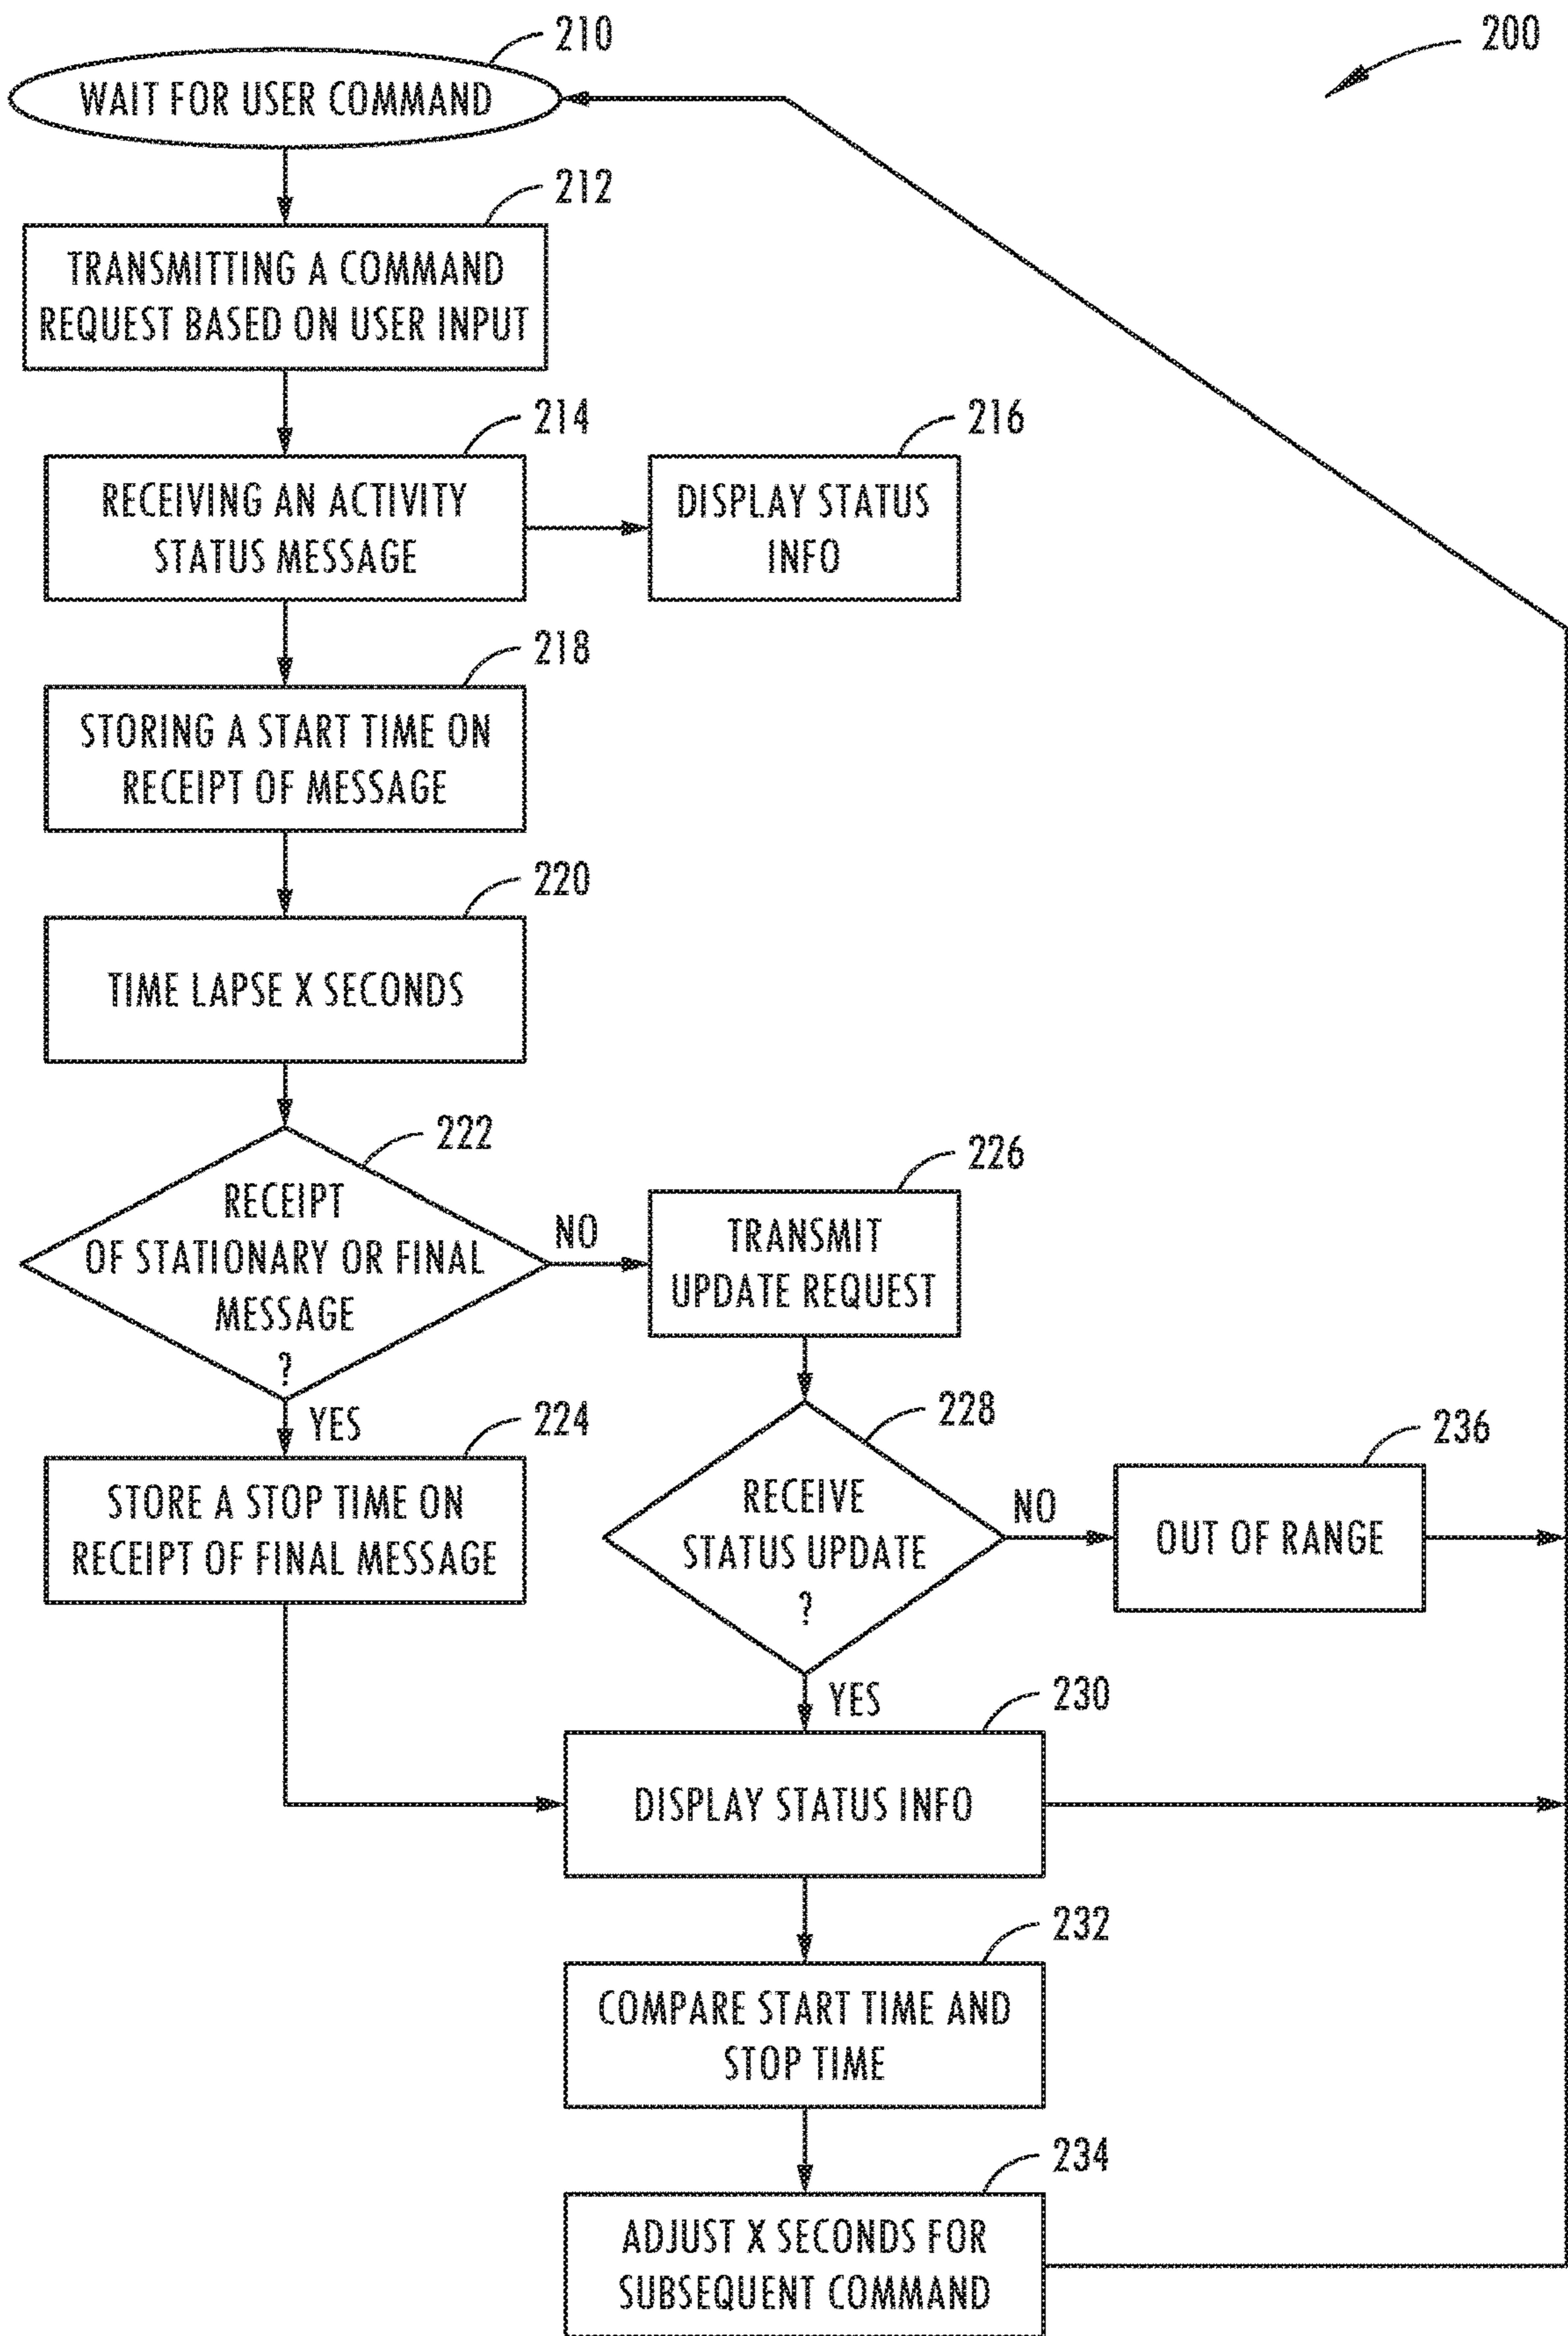 200
210
WAIT FOR USER COMMAND
212
TRANSMITTING A COMMAND
REQUEST BASED ON USER INPUT
214
RECEIVING AN ACTIVITY
STATUS MESSAGE
216
DISPLAY STATUS
INFO
218
STORING A START TIME ON
RECEIPT OF MESSAGE
220
TIME LAPSE X SECONDS
222
RECEIPT
OF STATIONARY OR FINAL
MESSAGE
?
NO
YES
226
TRANSMIT
UPDATE REQUEST
224
STORE A STOP TIME ON
RECEIPT OF FINAL MESSAGE
228
RECEIVE
STATUS UPDATE
?
NO
YES
236
OUT OF RANGE
230
DISPLAY STATUS INFO
232
COMPARE START TIME AND
STOP TIME
234
ADJUST X SECONDS FOR
SUBSEQUENT COMMAND